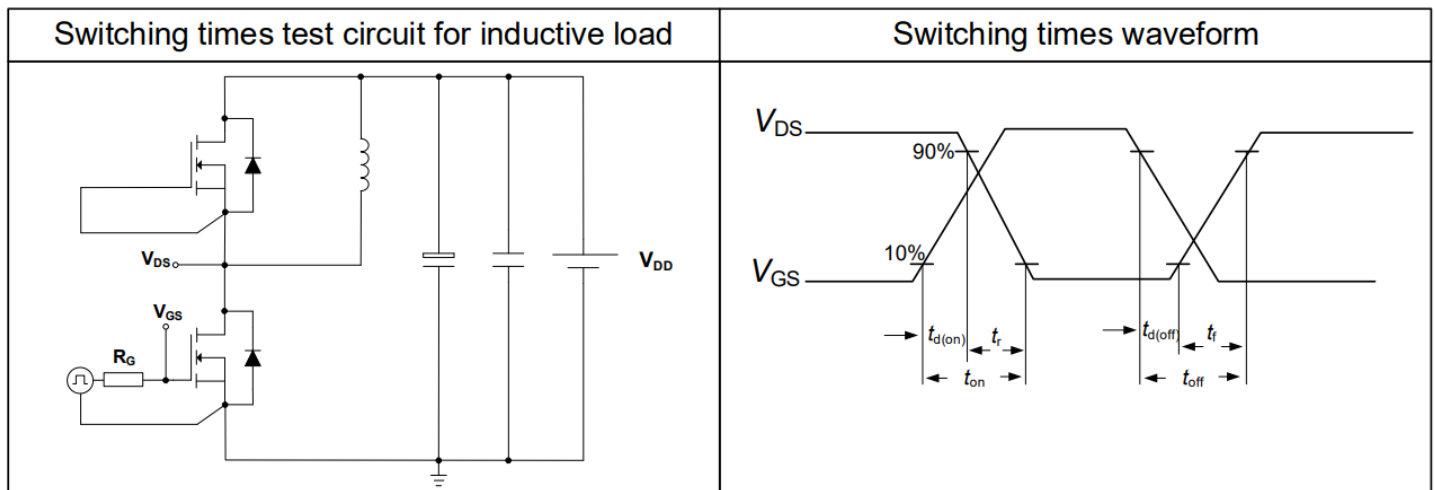 Switching times test circuit for inductive load
Switching times waveform
VDS
VGS
RG
VDD
VDS
90%
10%
VGS
td(on)
tr
ton
td(off)
tf
toff